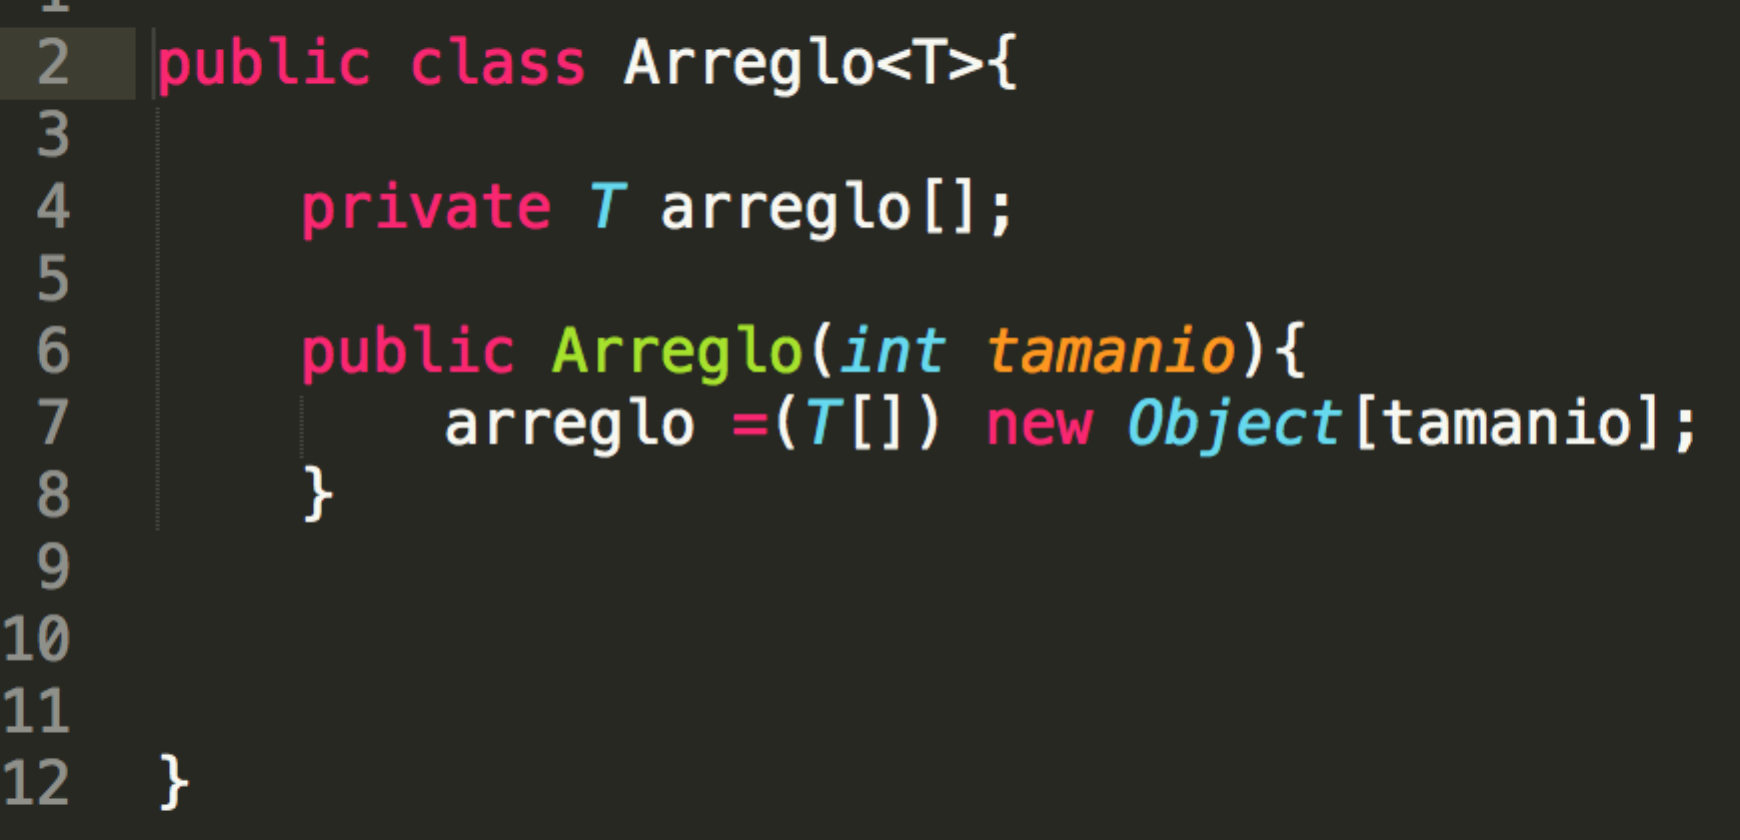 1
2 public class Arreglo<T>{
3
4 private T arreglo[];
5
6 public Arreglo(int tamanio){
7 arreglo =(T[]) new Object[tamanio];
8 }
9
10
11
12 }